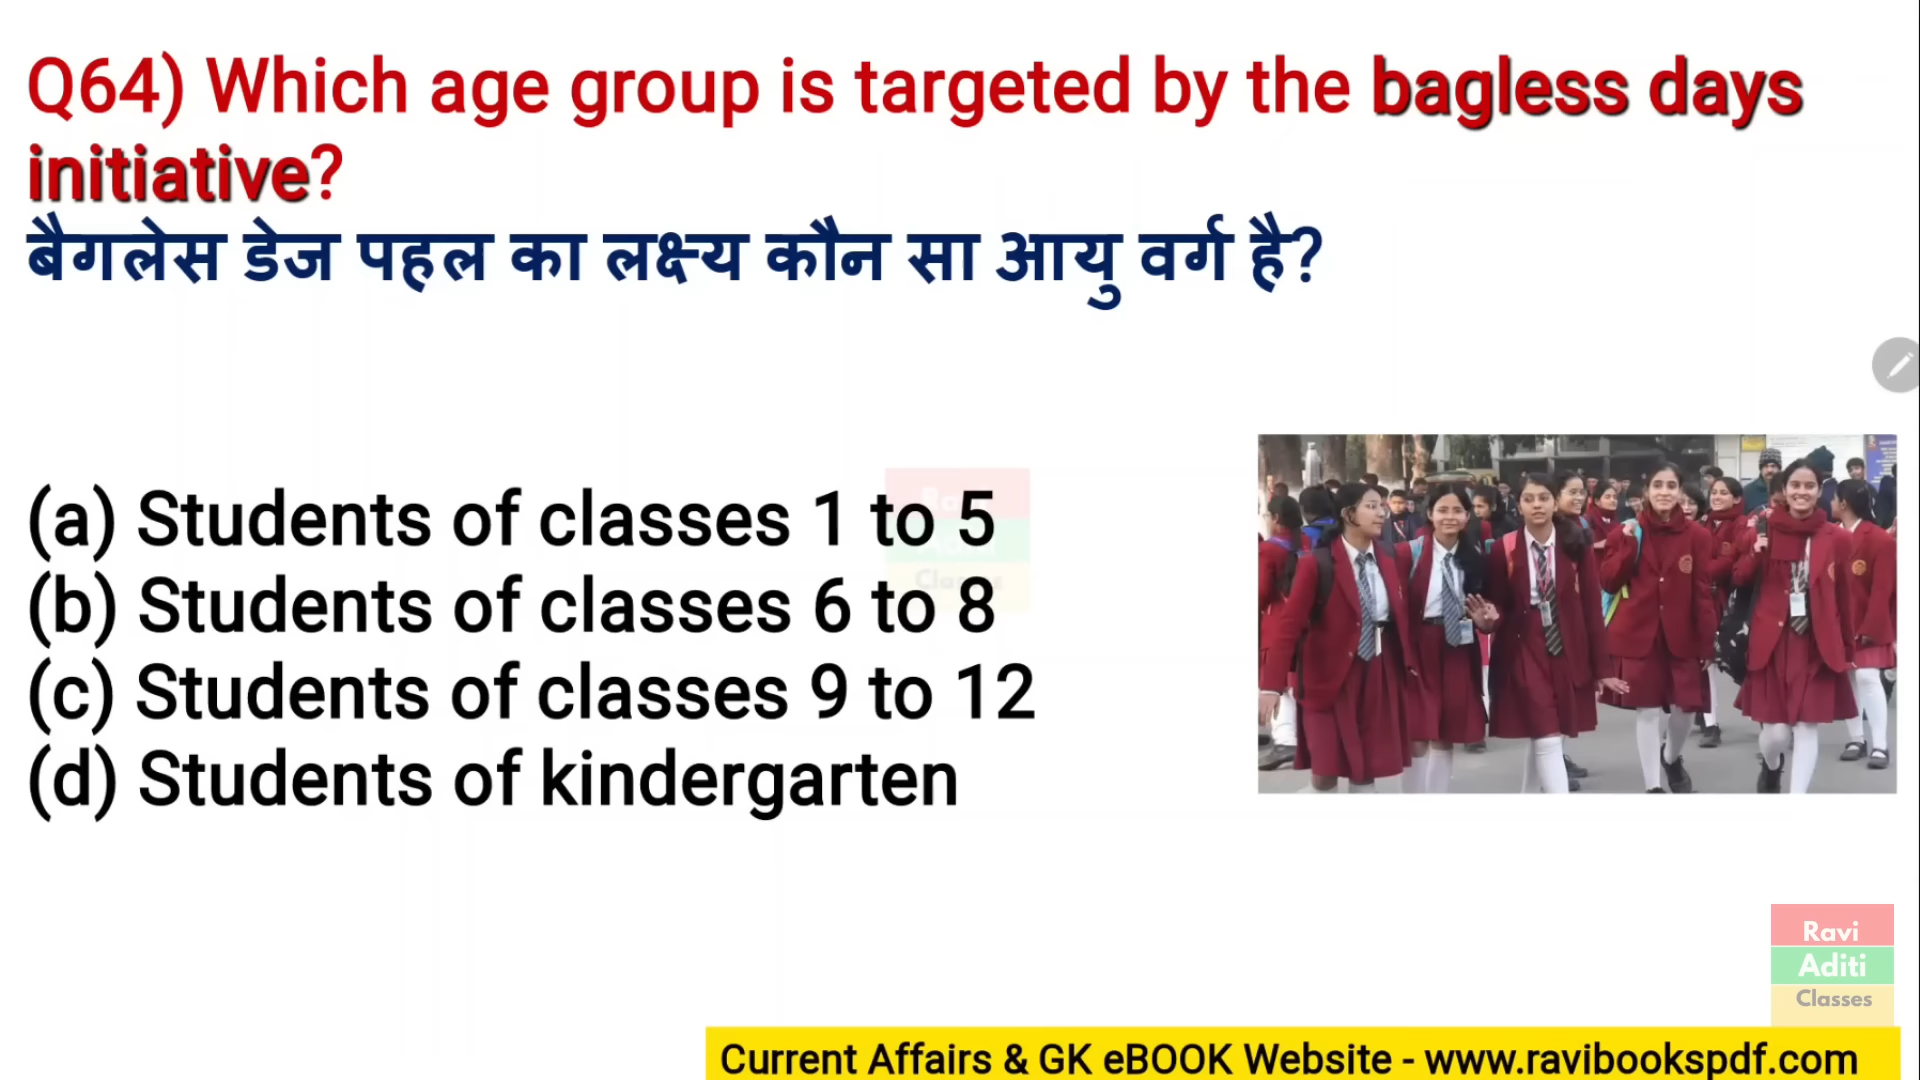 Q64) Which age group is targeted by the bagless days
initiative?
बैगलेस डेज पहल का लक्ष्य कौन सा आयु वर्ग है?
(a) Students of classes 1 to 5
(b) Students of classes 6 to 8
(c) Students of classes 9 to 12
(d) Students of kindergarten
Ravi
Aditi
Classes
Current Affairs & GK eBOOK Website - www.ravibookspdf.com